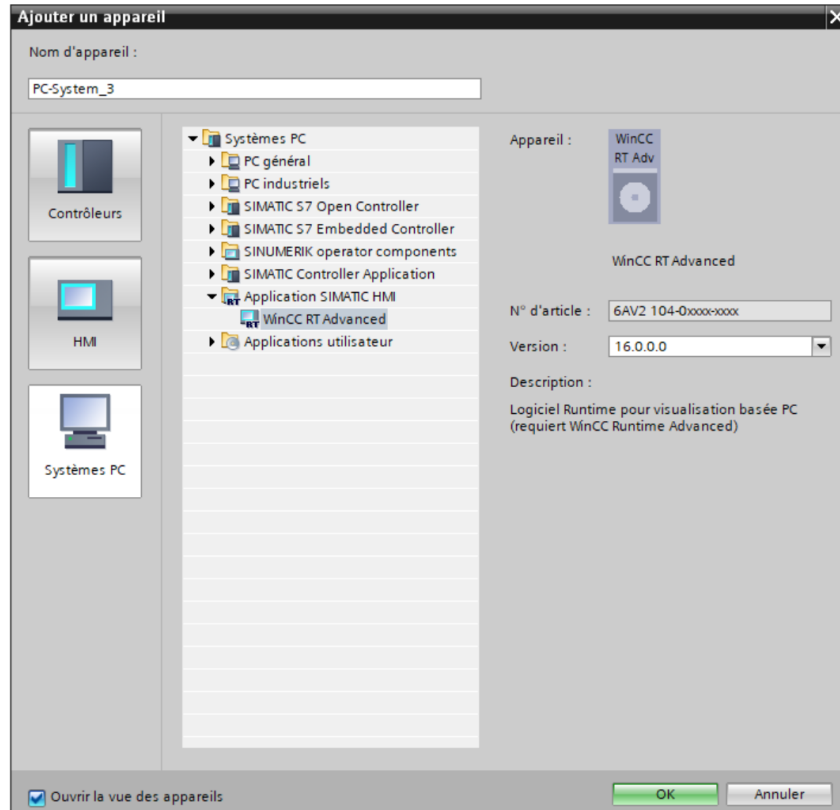 Ajouter un appareil
Nom d'appareil :
PC-System_3
Contrôleurs
HMI
Systèmes PC
Systèmes PC
PC général
PC industriels
SIMATIC S7 Open Controller
SIMATIC S7 Embedded Controller
SINUMERIK operator components
SIMATIC Controller Application
Application SIMATIC HMI
RT
WinCC RT Advanced
RT
Applications utilisateur
Appareil :
WinCC
RT Adv
WinCC RT Advanced
N° d'article :
6AV2 104-0xxxx-xxxx
Version :
16.0.0.0
Description :
Logiciel Runtime pour visualisation basée PC
(requiert WinCC Runtime Advanced)
Ouvrir la vue des appareils
OK
Annuler